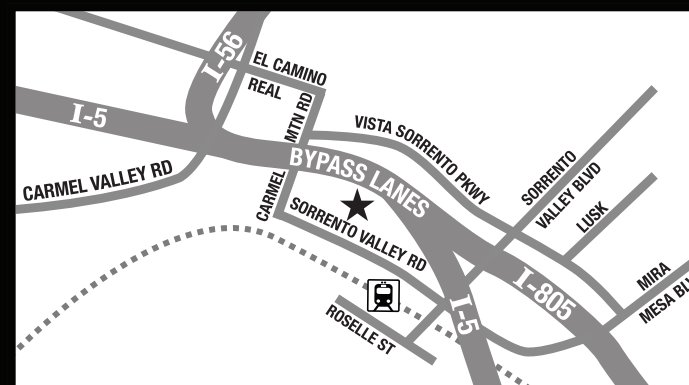 I-56
EL CAMINO
REAL
I-5
MTN RD
VISTA SORRENTO PKWY
BYPASS LANES
CARMEL VALLEY RD
CARMEL
SORRENTO
VALLEY BLVD
LUSK
SORRENTO VALLEY RD
MIRA
MESA BL
I-805
I-5
ROSELLE ST